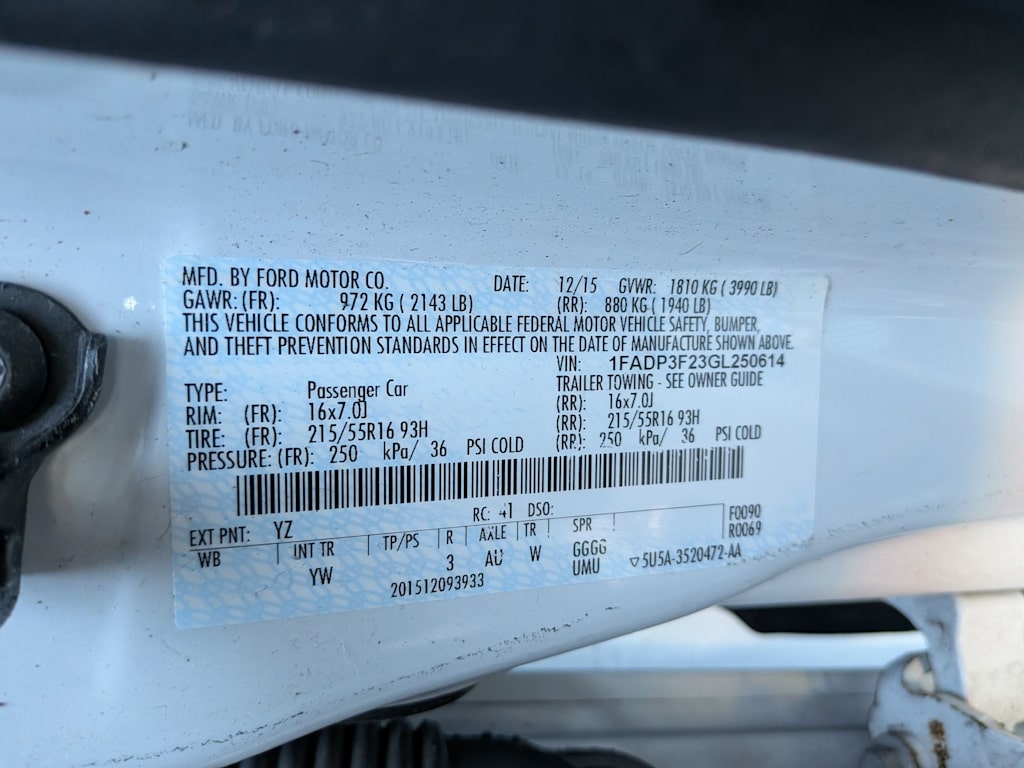 MFD. BY FORD MOTOR CO. DATE: 12/15 GVWR: 1810 KG ( 3990 LB)
GAWR: (FR): 972 KG ( 2143 LB) (RR): 880 KG ( 1940 LB)
THIS VEHICLE CONFORMS TO ALL APPLICABLE FEDERAL MOTOR VEHICLE SAFETY, BUMPER,
AND THEFT PREVENTION STANDARDS IN EFFECT ON THE DATE OF MANUFACTURE SHOWN ABOVE.
VIN: 1FADP3F23GL250614
TYPE: Passenger Car TRAILER TOWING - SEE OWNER GUIDE
RIM: (FR): 16x7.0J (RR): 16x7.0J
TIRE: (FR): 215/55R16 93H (RR): 215/55R16 93H
PRESSURE: (FR): 250 kPa/ 36 PSI COLD (RR): 250 kPa/ 36 PSI COLD
RC: 41 DSO:
EXT PNT: YZ F0090
WB INT TR TP/PS R AXLE TR SPR R0069
YW 3 AU W GGGG
UMU ▽5U5A-3520472-AA
201512093933